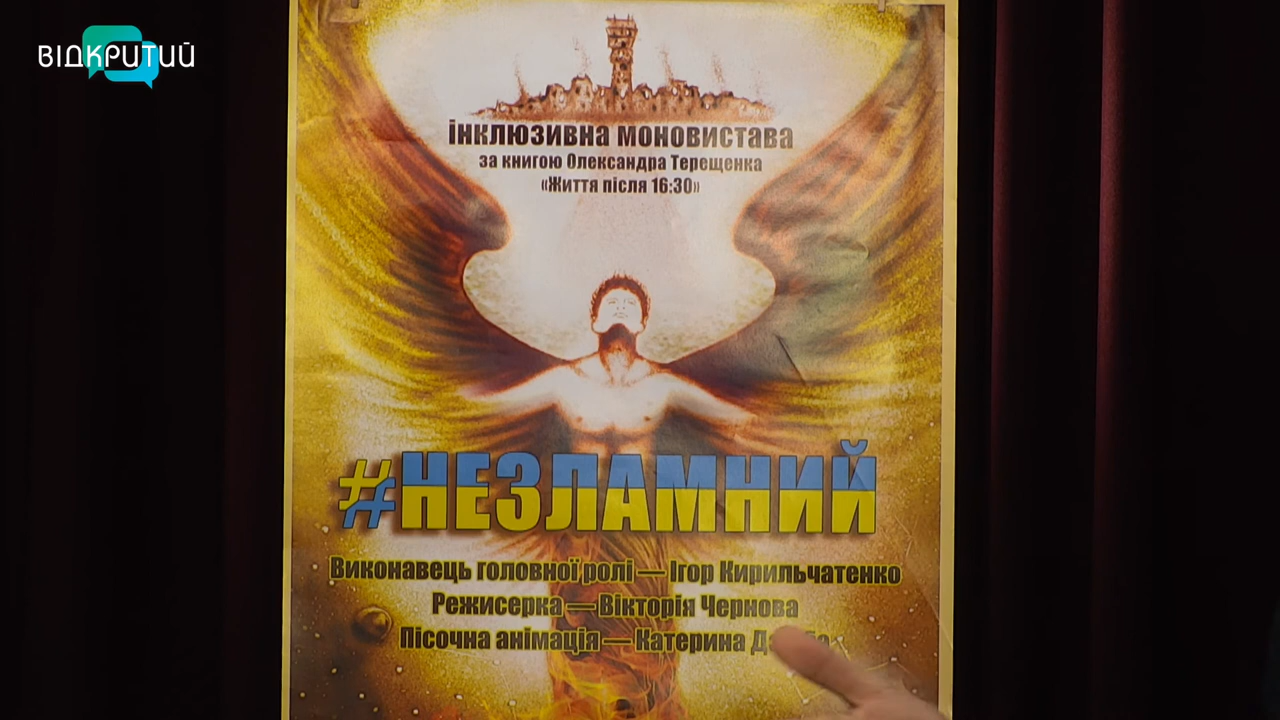 ВІДКРИТИЙ
інклюзивна моновистава
за книгою Олександра Терещенка
«Життя після 16:30»
#НЕЗЛАМНИЙ
Виконавець головної ролі — Ігор Кирильчатенко
Режисерка — Вікторія Чернова
Пісочна анімація — Катерина